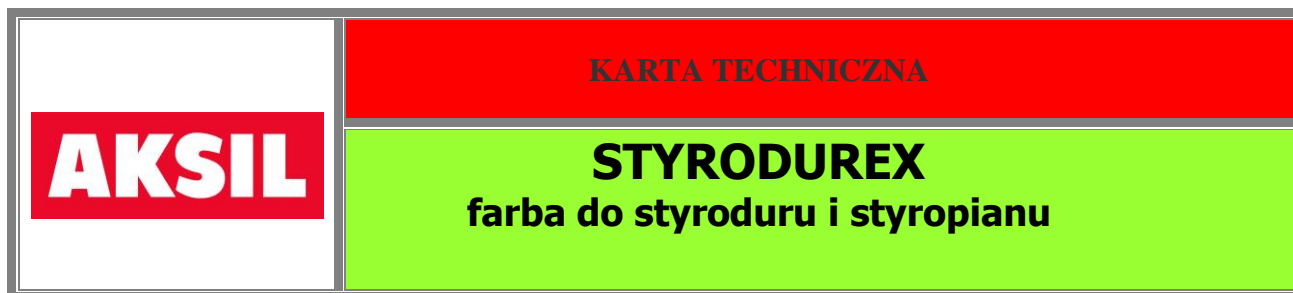 AKSIL
KARTA TECHNICZNA
STYRODUREX
farba do styroduru i styropianu